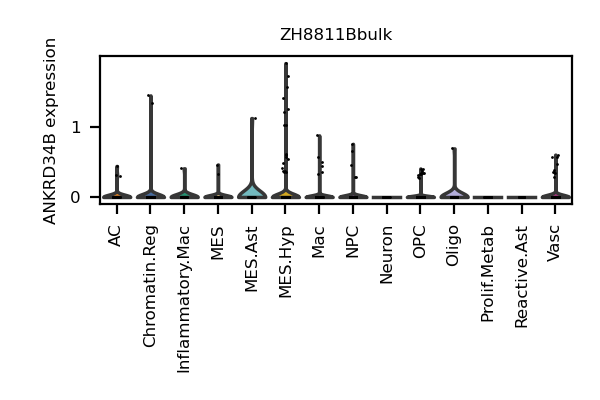 ZH8811Bbulk
ANKRD34B expression
1
0
AC
Chromatin.Reg
Inflammatory.Mac
MES
MES.Ast
MES.Hyp
Mac
NPC
Neuron
OPC
Oligo
Prolif.Metab
Reactive.Ast
Vasc